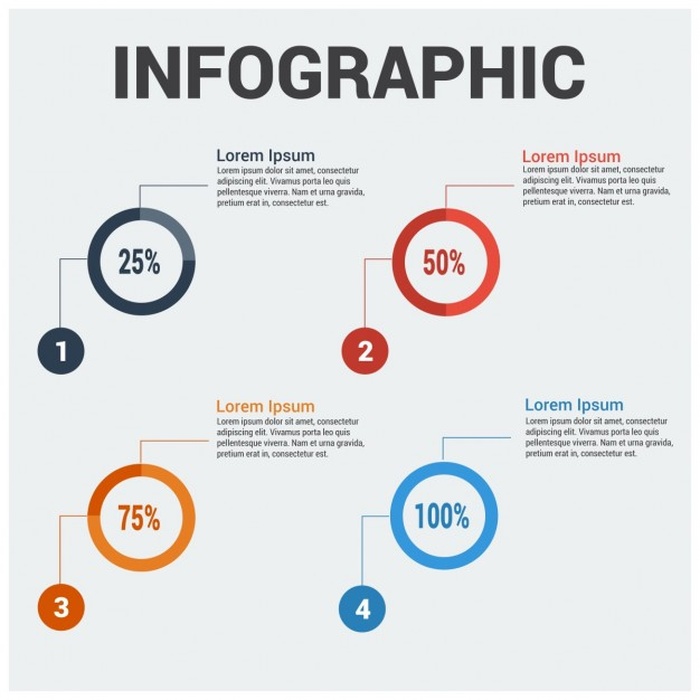 INFOGRAPHIC
Lorem Ipsum
Lorem ipsum dolor sit amet, consectetur
adipiscing elit. Vivamus porta leo quis
pellentesque viverra. Nam et urna gravida,
pretium erat in, consectetur est.
25%
1
Lorem Ipsum
Lorem ipsum dolor sit amet, consectetur
adipiscing elit. Vivamus porta leo quis
pellentesque viverra. Nam et urna gravida,
pretium erat in, consectetur est.
50%
2
Lorem Ipsum
Lorem ipsum dolor sit amet, consectetur
adipiscing elit. Vivamus porta leo quis
pellentesque viverra. Nam et urna gravida,
pretium erat in, consectetur est.
75%
3
Lorem Ipsum
Lorem ipsum dolor sit amet, consectetur
adipiscing elit. Vivamus porta leo quis
pellentesque viverra. Nam et urna gravida,
pretium erat in, consectetur est.
100%
4